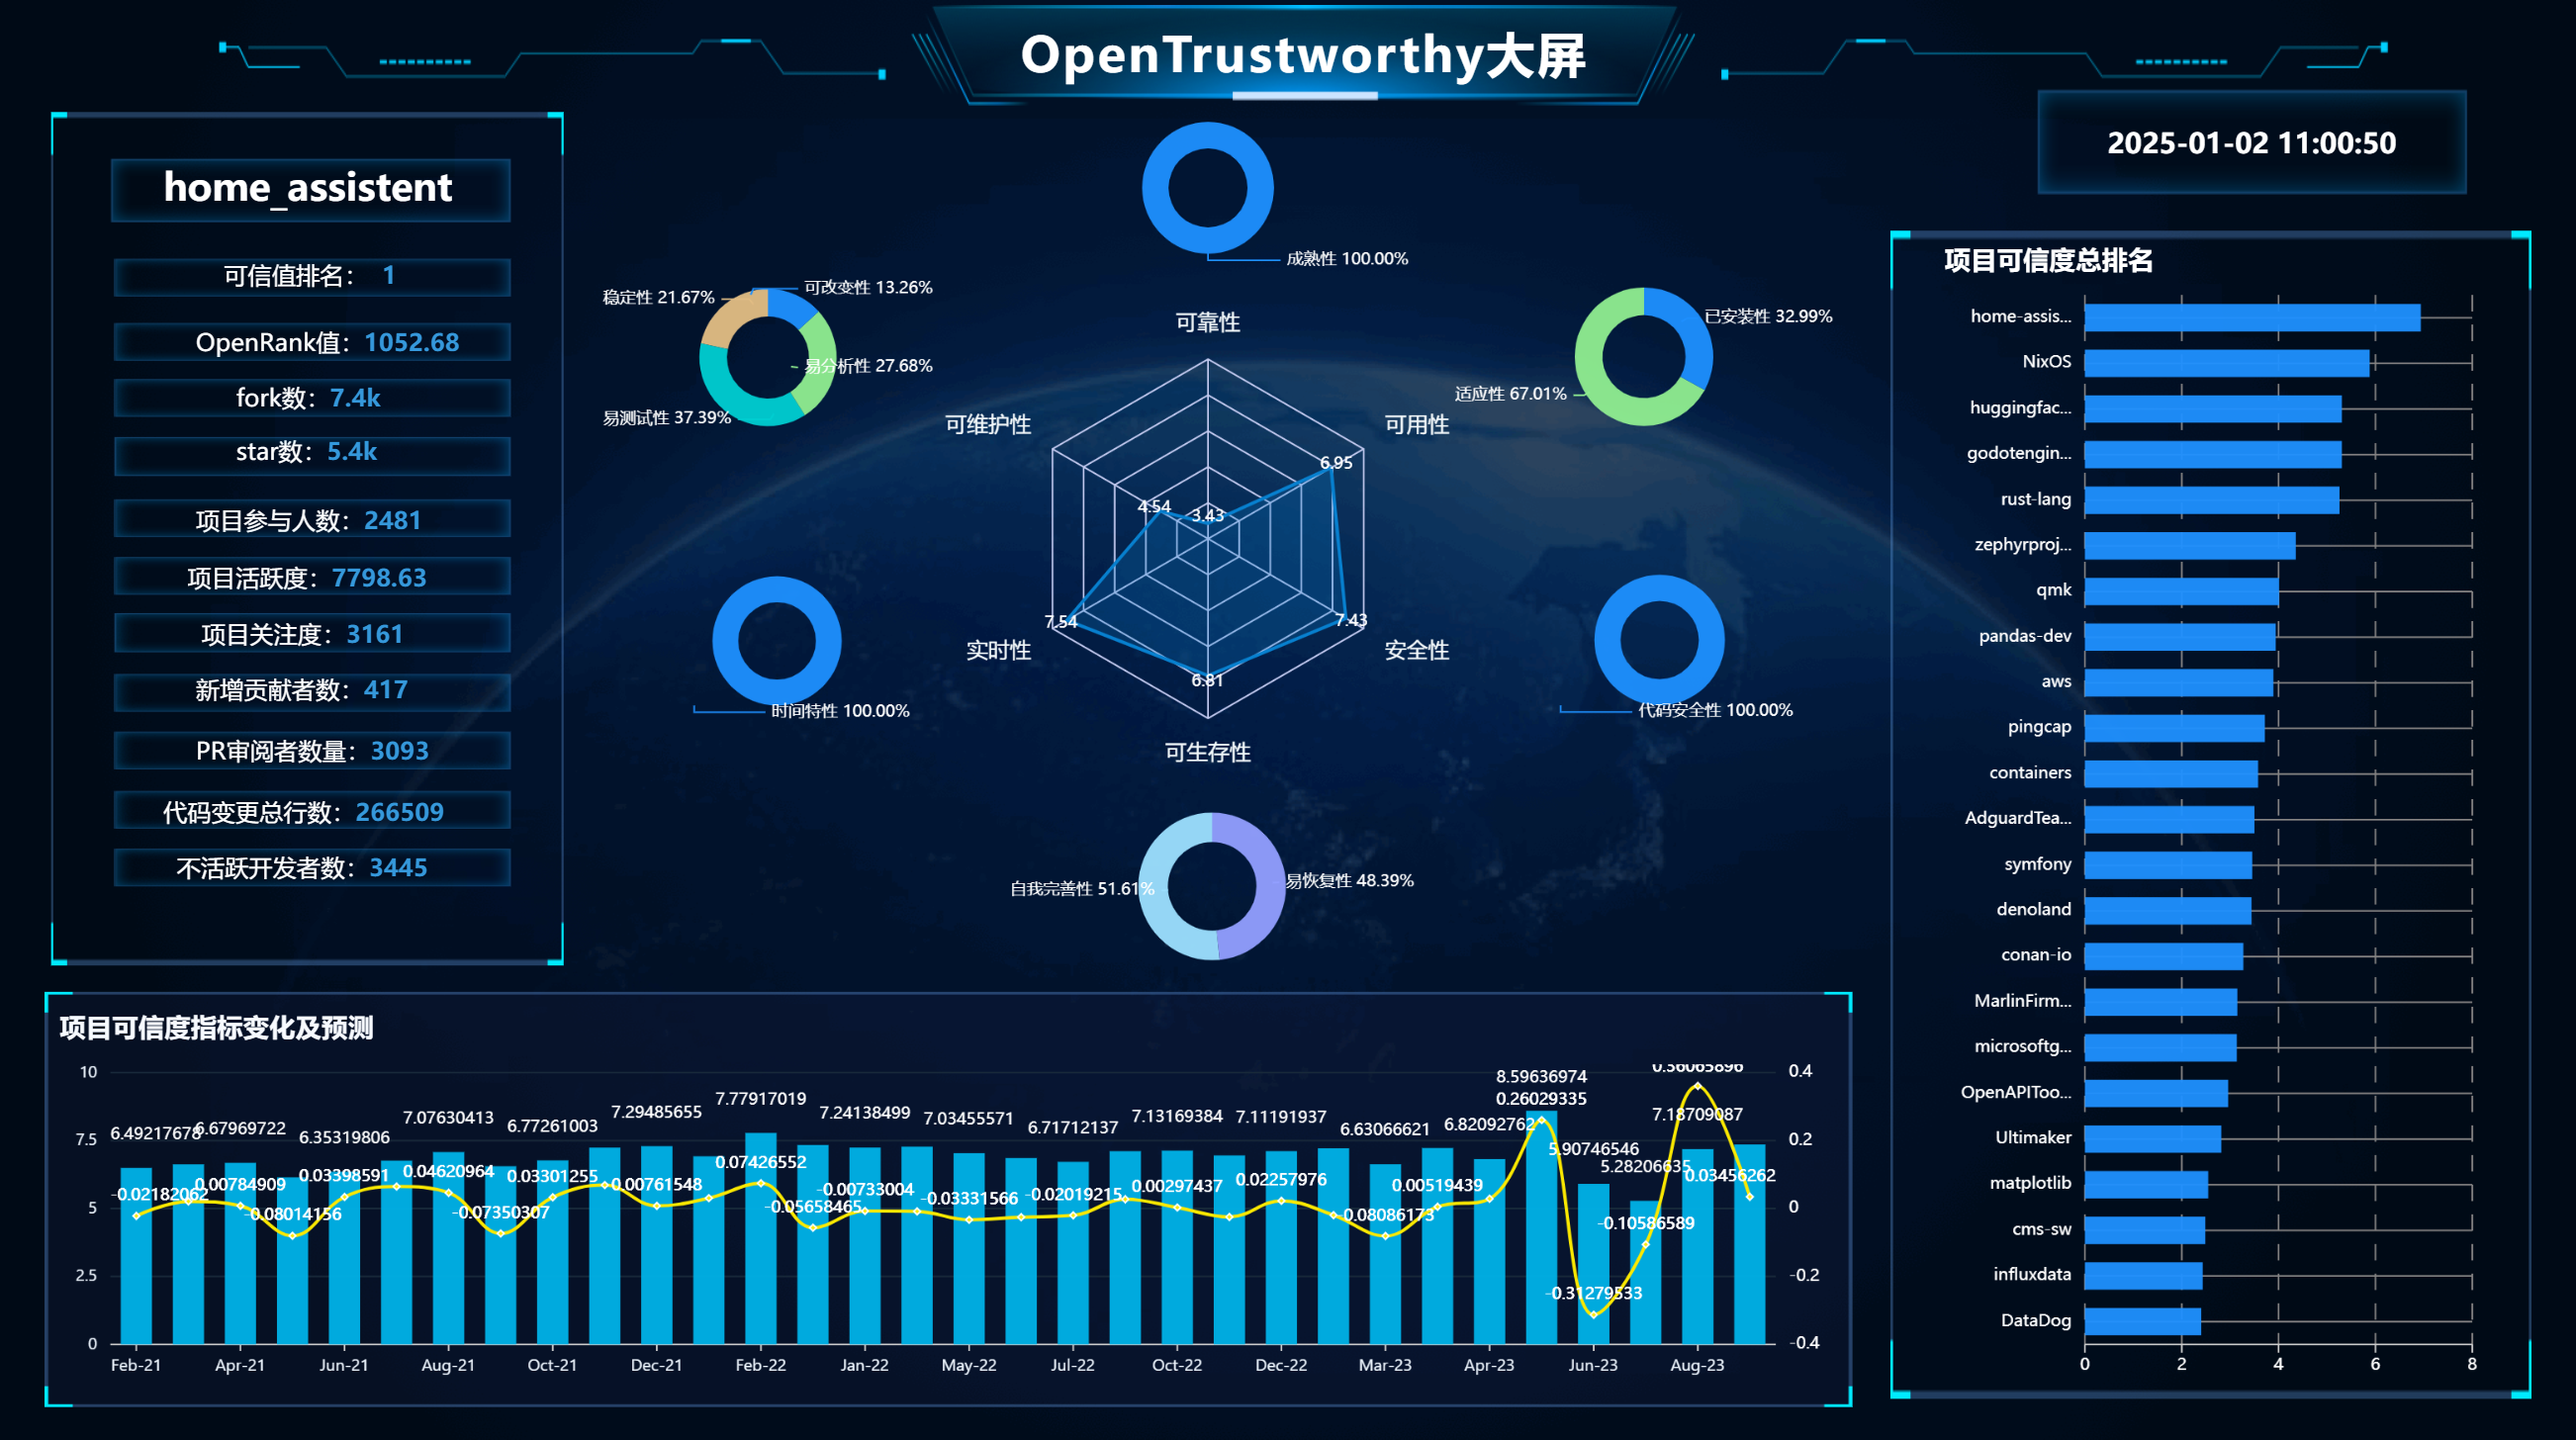 OpenTrustworthy大屏
2025-01-02 11:00:50
home_assistent
可信值排名： 1
OpenRank值：1052.68
fork数：7.4k
star数：5.4k
项目参与人数：2481
项目活跃度：7798.63
项目关注度：3161
新增贡献者数：417
PR审阅者数量：3093
代码变更总行数：266509
不活跃开发者数：3445
成熟性 100.00%
稳定性 21.67%
可改变性 13.26%
易分析性 27.68%
易测试性 37.39%
已安装性 32.99%
适应性 67.01%
可靠性
可维护性
可用性
6.95
4.54
3.43
7.54
7.43
6.81
实时性
安全性
可生存性
时间特性 100.00%
代码安全性 100.00%
自我完善性 51.61%
易恢复性 48.39%
项目可信度总排名
home-assis...
NixOS
huggingfac...
godotengin...
rust-lang
zephyrproj...
qmk
pandas-dev
aws
pingcap
containers
AdguardTea...
symfony
denoland
conan-io
MarlinFirm...
microsoftg...
OpenAPIToo...
Ultimaker
matplotlib
cms-sw
influxdata
DataDog
0 2 4 6 8
项目可信度指标变化及预测
10
7.5
5
2.5
0
0.4
0.2
0
-0.2
-0.4
6.49217678
6.67969722
6.35319806
7.07630413
6.77261003
7.29485655
7.77917019
7.24138499
7.03455571
6.71712137
7.13169384
7.11191937
6.63066621
6.82092762
8.59636974
5.90746546
5.28206635
7.18709087
-0.02182062
0.00784909
-0.08014156
0.03398591
0.04620964
-0.07350307
0.03301255
0.00761548
0.07426552
-0.05658465
-0.00733004
-0.03331566
-0.02019215
0.00297437
0.02257976
-0.08086173
0.00519439
0.26029335
-0.31279533
-0.10586589
0.36065896
0.03456262
Feb-21 Apr-21 Jun-21 Aug-21 Oct-21 Dec-21 Feb-22 Jan-22 May-22 Jul-22 Oct-22 Dec-22 Mar-23 Apr-23 Jun-23 Aug-23